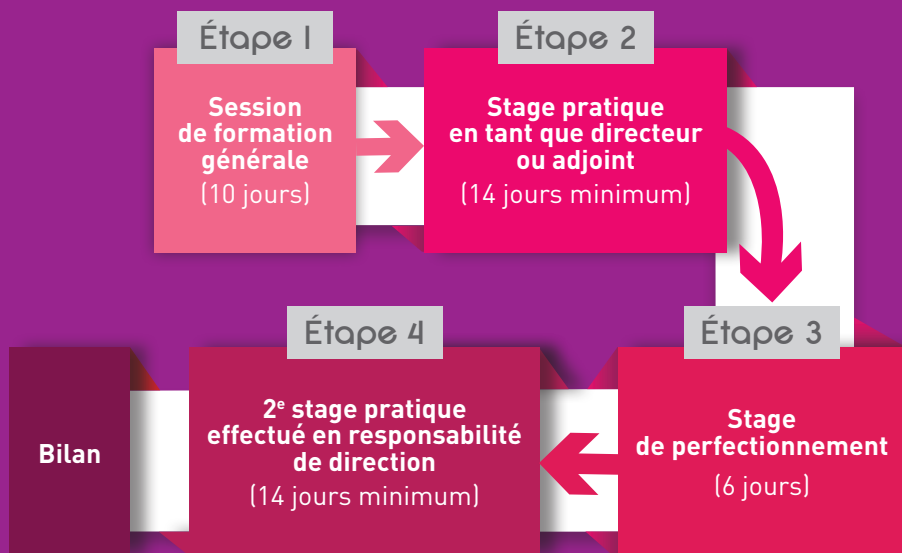 Étape 1
Session
de formation
générale
(10 jours)
Étape 2
Stage pratique
en tant que directeur
ou adjoint
(14 jours minimum)
Étape 3
Stage
de perfectionnement
(6 jours)
Étape 4
2e stage pratique
effectué en responsabilité
de direction
(14 jours minimum)
Bilan